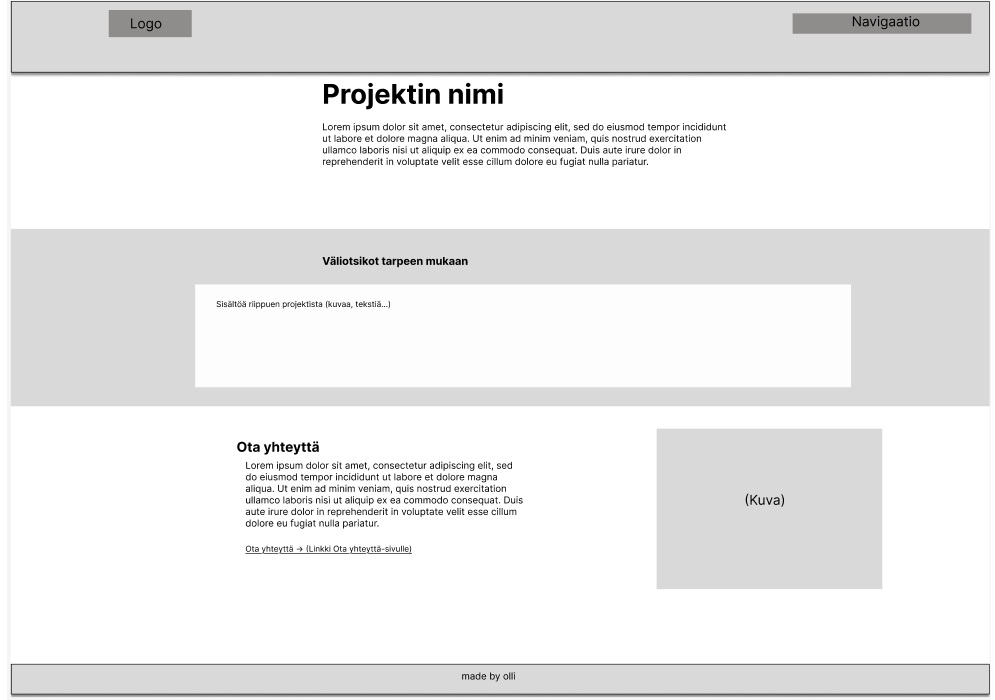 Logo
Navigaatio
Projektin nimi
Lorem ipsum dolor sit amet, consectetur adipiscing elit, sed do eiusmod tempor incididunt
ut labore et dolore magna aliqua. Ut enim ad minim veniam, quis nostrud exercitation
ullamco laboris nisi ut aliquip ex ea commodo consequat. Duis aute irure dolor in
reprehenderit in voluptate velit esse cillum dolore eu fugiat nulla pariatur.
Väliotsikot tarpeen mukaan
Sisältöä riippuen projektista (kuvaa, tekstiä...)
Ota yhteyttä
Lorem ipsum dolor sit amet, consectetur adipiscing elit, sed
do eiusmod tempor incididunt ut labore et dolore magna
aliqua. Ut enim ad minim veniam, quis nostrud exercitation
ullamco laboris nisi ut aliquip ex ea commodo consequat. Duis
aute irure dolor in reprehenderit in voluptate velit esse cillum
dolore eu fugiat nulla pariatur.
Ota yhteyttä → (Linkki Ota yhteyttä-sivulle)
(Kuva)
made by olli